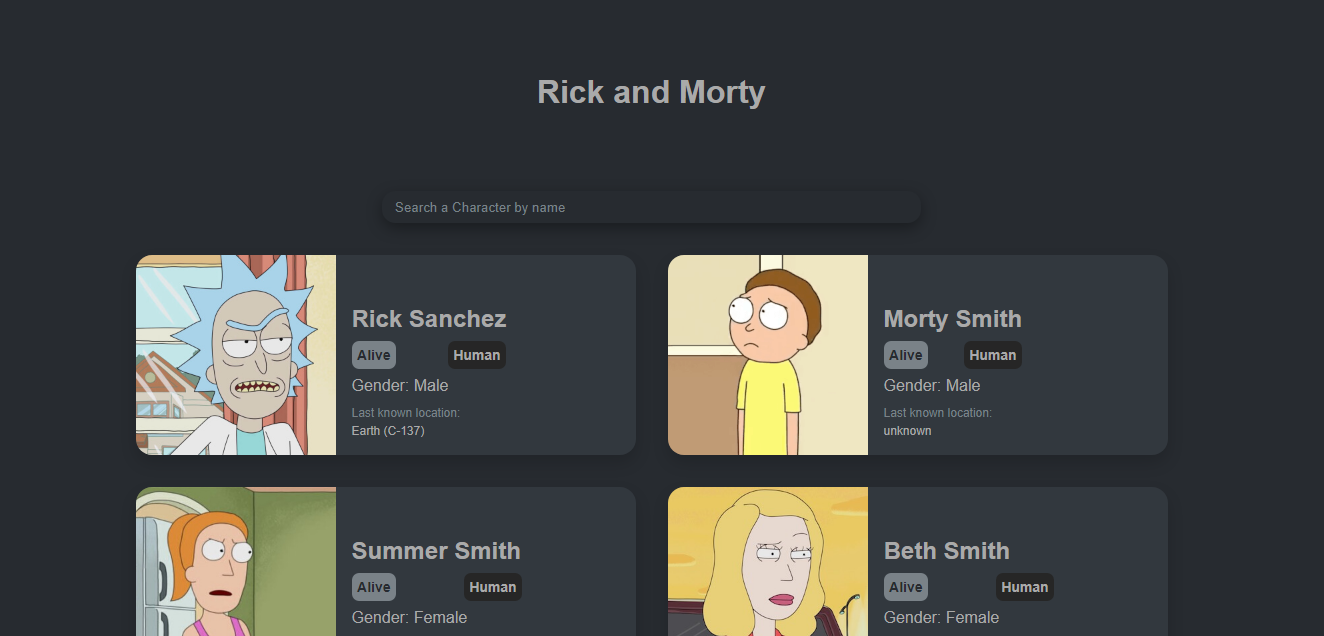 Rick and Morty
Search a Character by name
Rick Sanchez
Alive Human
Gender: Male
Last known location:
Earth (C-137)
Morty Smith
Alive Human
Gender: Male
Last known location:
unknown
Summer Smith
Alive Human
Gender: Female
Beth Smith
Alive Human
Gender: Female